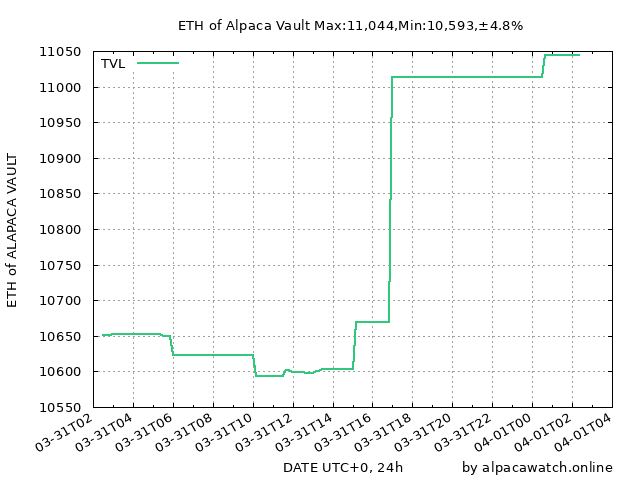 ETH of Alpaca Vault Max:11,044,Min:10,593,±4.8%
TVL
ETH of ALAPACA VAULT
11050
11000
10950
10900
10850
10800
10750
10700
10650
10600
10550
03-31T02
03-31T04
03-31T06
03-31T08
03-31T10
03-31T12
03-31T14
03-31T16
03-31T18
03-31T20
03-31T22
04-01T00
04-01T02
04-01T04
DATE UTC+0, 24h
by alpacawatch.online